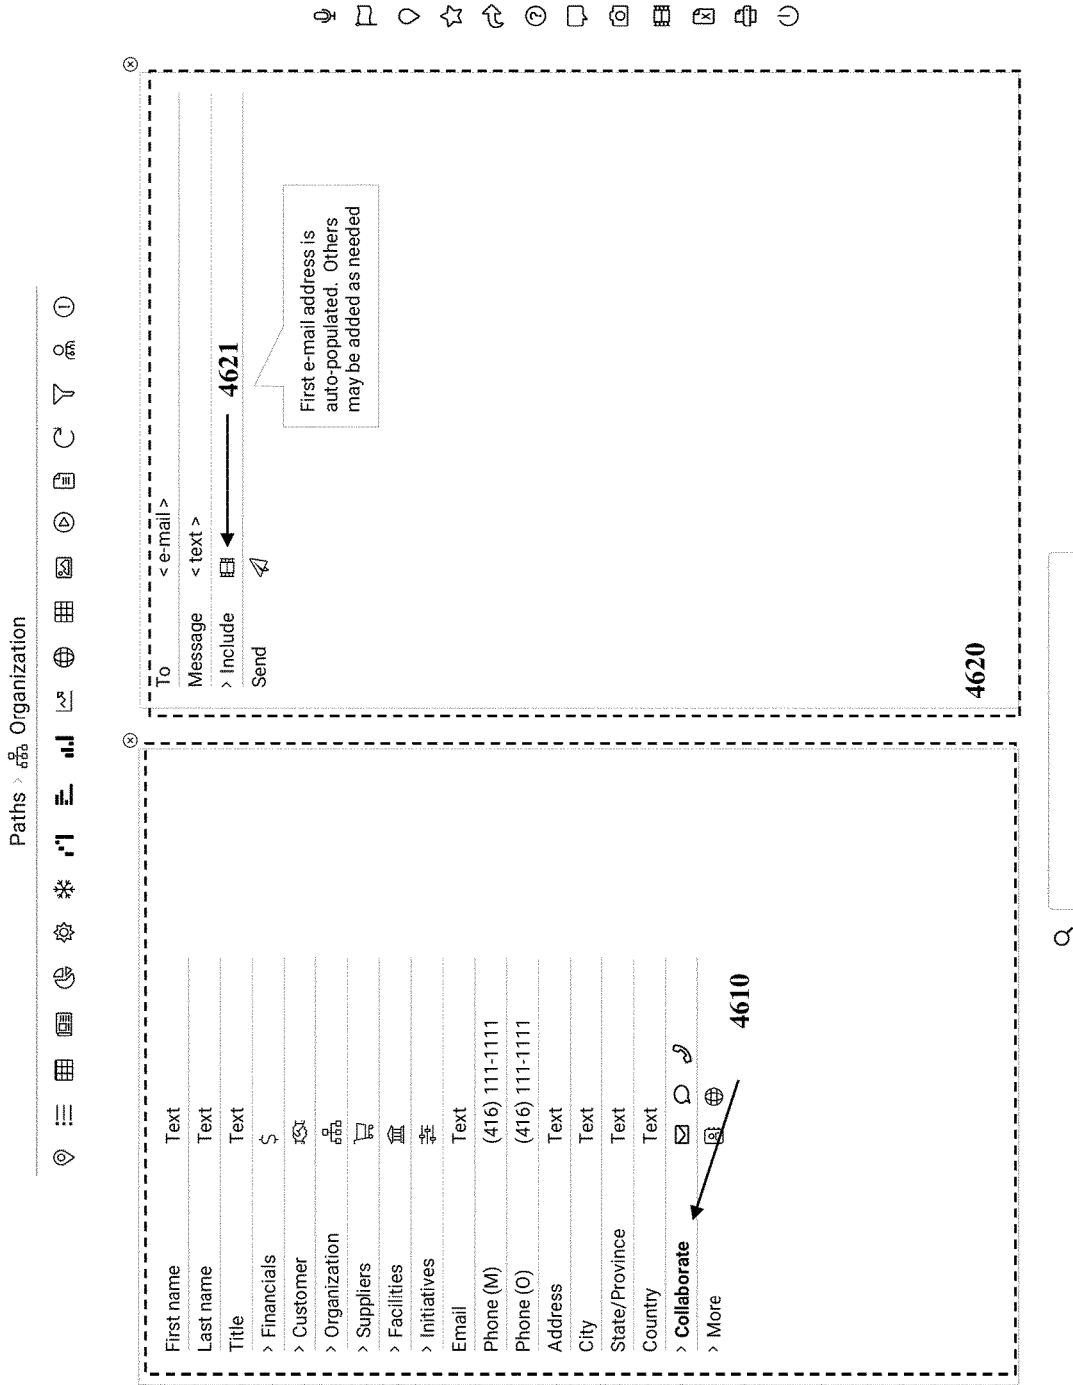 Paths > Organization
First name Text
Last name Text
Title Text
> Financials $
> Customer
> Organization
> Suppliers
> Facilities
> Initiatives
Email Text
Phone (M) (416) 111-1111
Phone (O) (416) 111-1111
Address Text
City Text
State/Province Text
Country Text
> Collaborate
> More
4610
To < e-mail >
Message < text >
> Include 4621
Send
First e-mail address is
auto-populated. Others
may be added as needed
4620